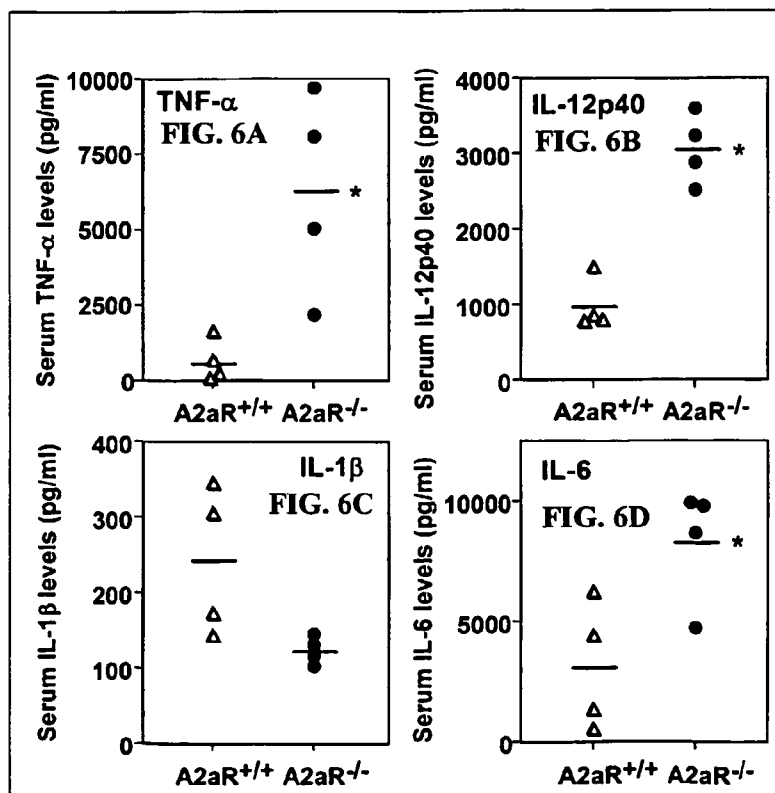 Serum TNF-α levels (pg/ml)
10000
7500
5000
2500
0
TNF-α
FIG. 6A
*
A2aR+/+ A2aR-/-
Serum IL-12p40 levels (pg/ml)
4000
3000
2000
1000
0
IL-12p40
FIG. 6B
*
A2aR+/+ A2aR-/-
Serum IL-1β levels (pg/ml)
400
300
200
100
0
IL-1β
FIG. 6C
A2aR+/+ A2aR-/-
Serum IL-6 levels (pg/ml)
10000
5000
0
IL-6
FIG. 6D
*
A2aR+/+ A2aR-/-